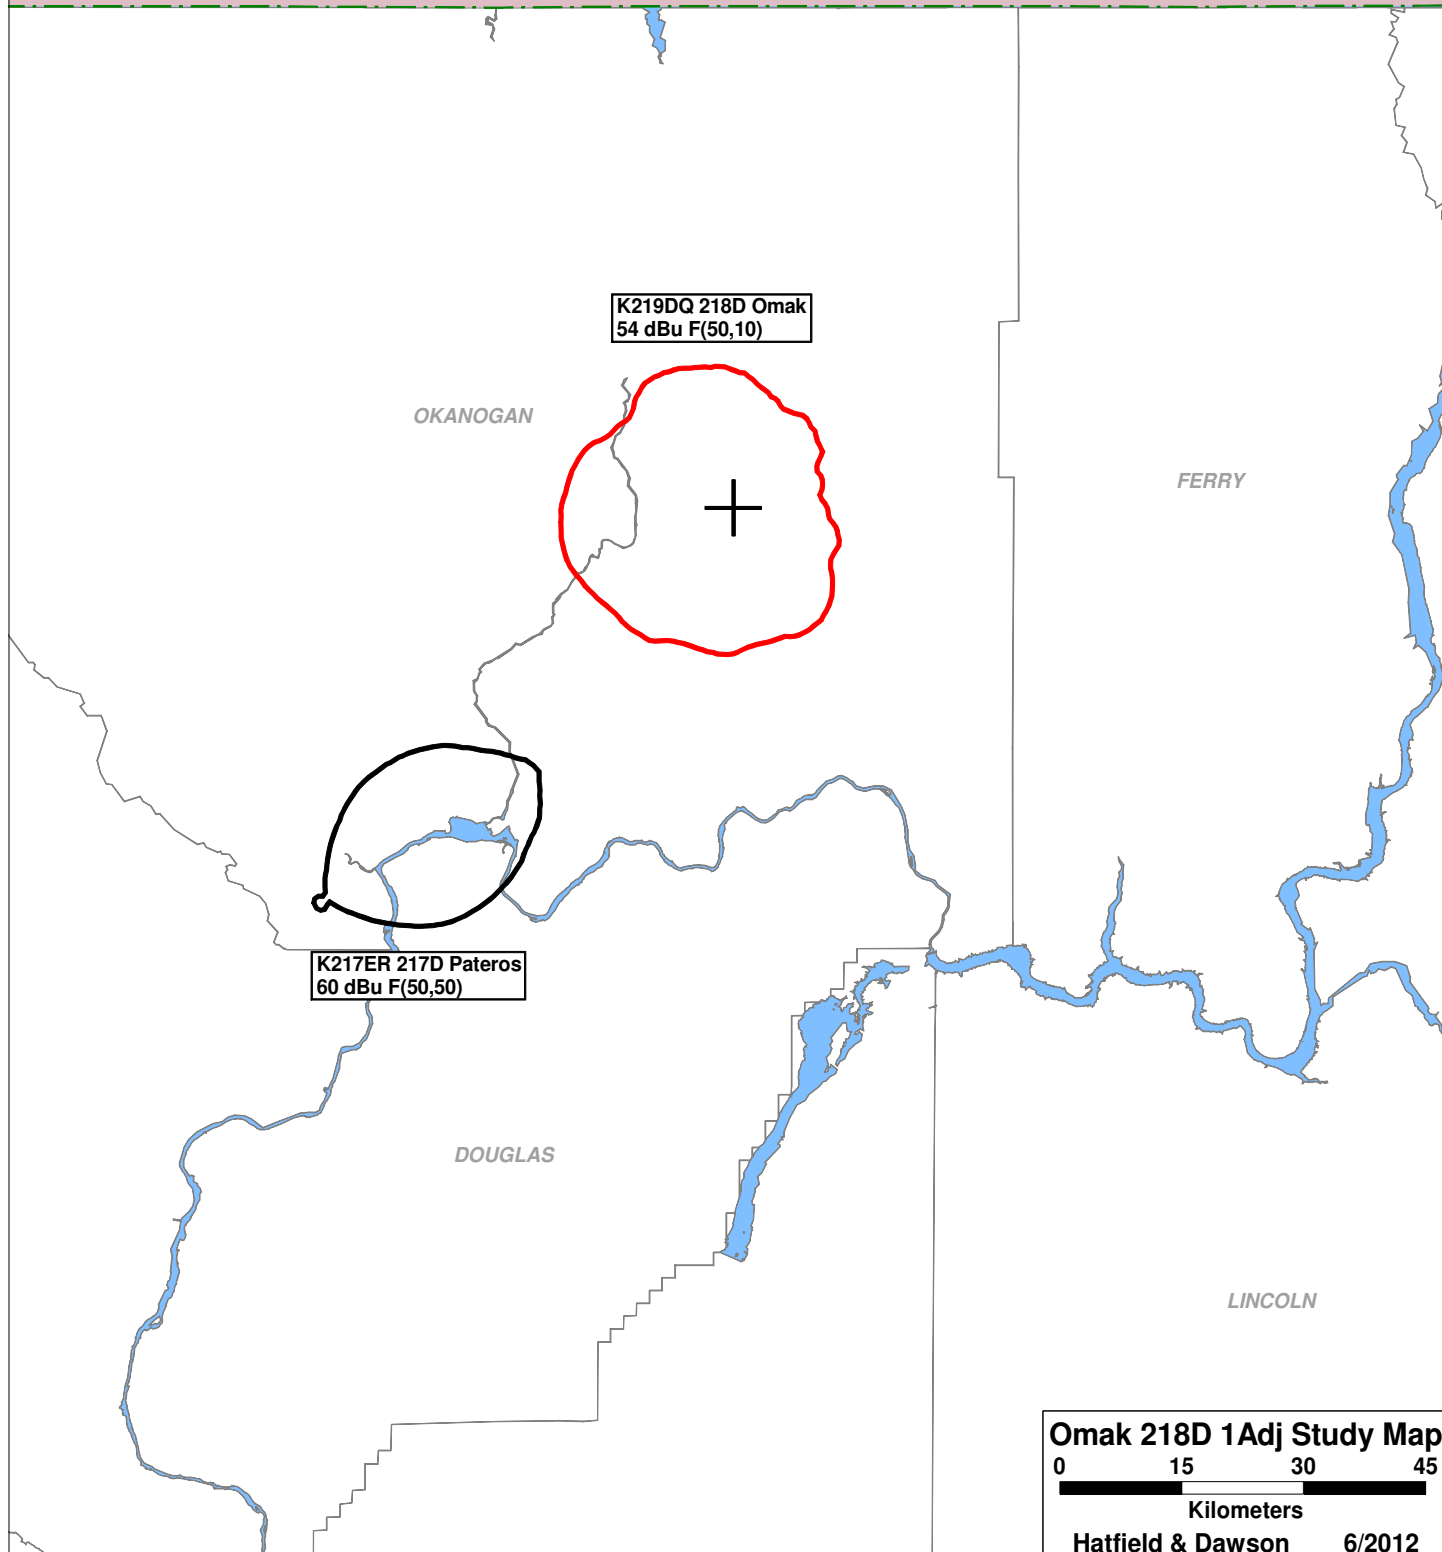 K219DQ 218D Omak
54 dBu F(50,10)
OKANOGAN
FERRY
K217ER 217D Pateros
60 dBu F(50,50)
DOUGLAS
LINCOLN
Omak 218D 1Adj Study Map
0 15 30 45
Kilometers
Hatfield & Dawson 6/2012